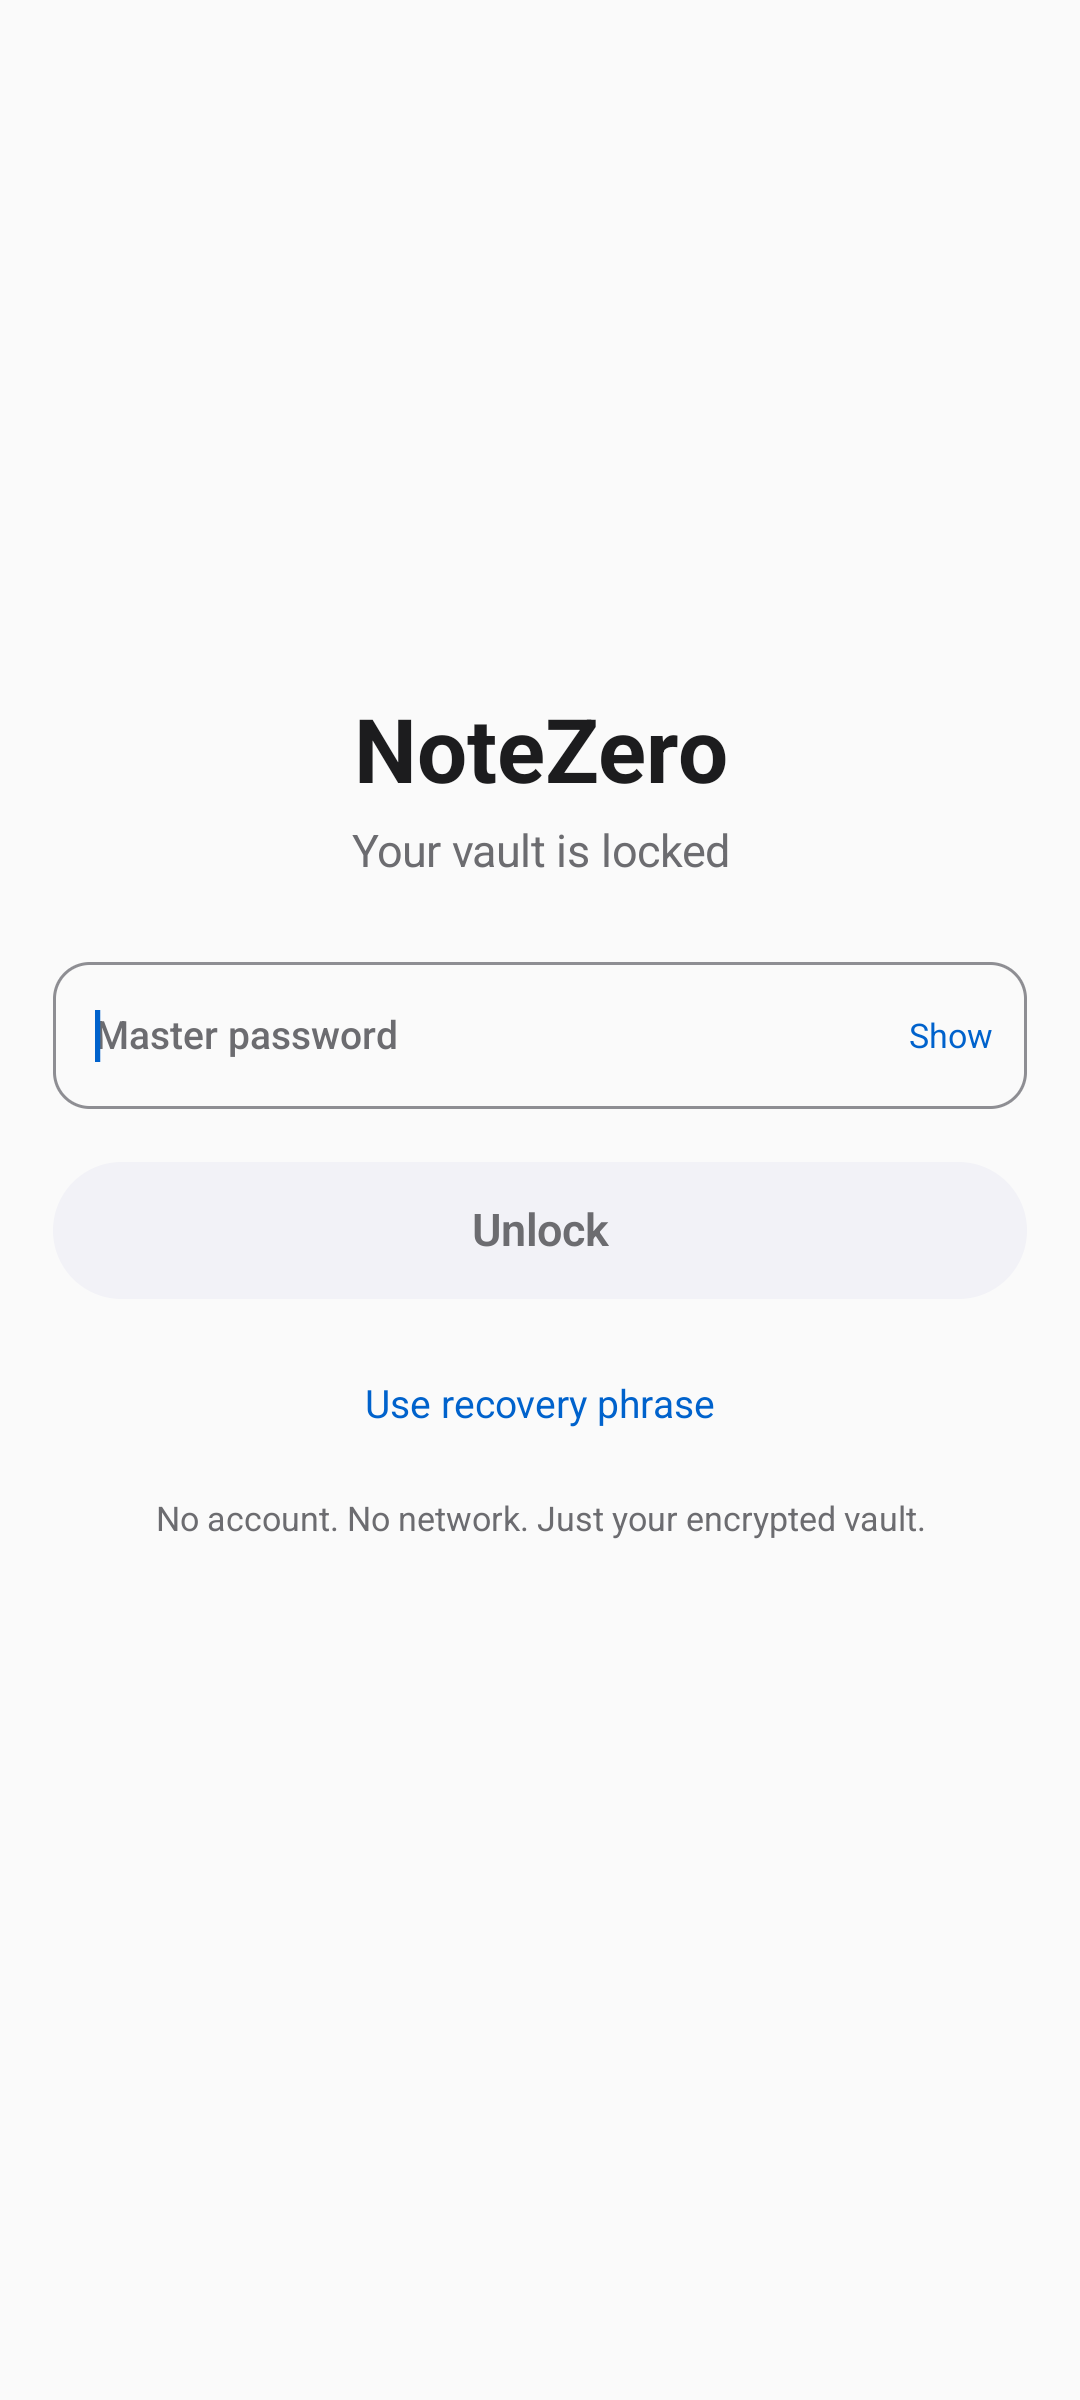 NoteZero
Your vault is locked
Master password
Show
Unlock
Use recovery phrase
No account. No network. Just your encrypted vault.